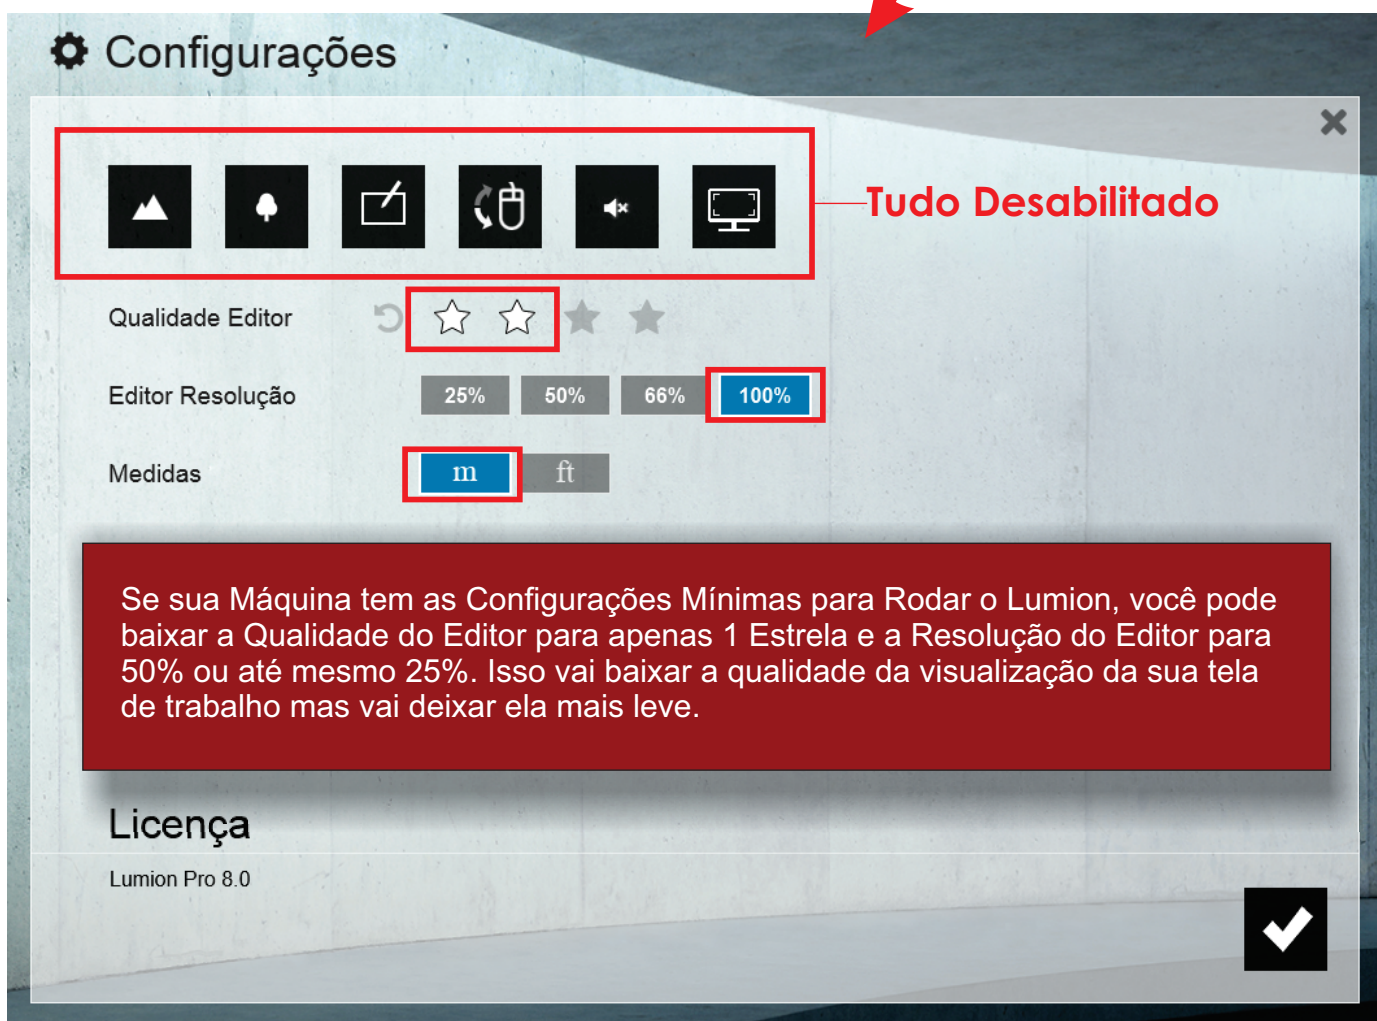 Configurações
Tudo Desabilitado
Qualidade Editor
Editor Resolução 25% 50% 66% 100%
Medidas m ft
Se sua Máquina tem as Configurações Mínimas para Rodar o Lumion, você pode
baixar a Qualidade do Editor para apenas 1 Estrela e a Resolução do Editor para
50% ou até mesmo 25%. Isso vai baixar a qualidade da visualização da sua tela
de trabalho mas vai deixar ela mais leve.
Licença
Lumion Pro 8.0